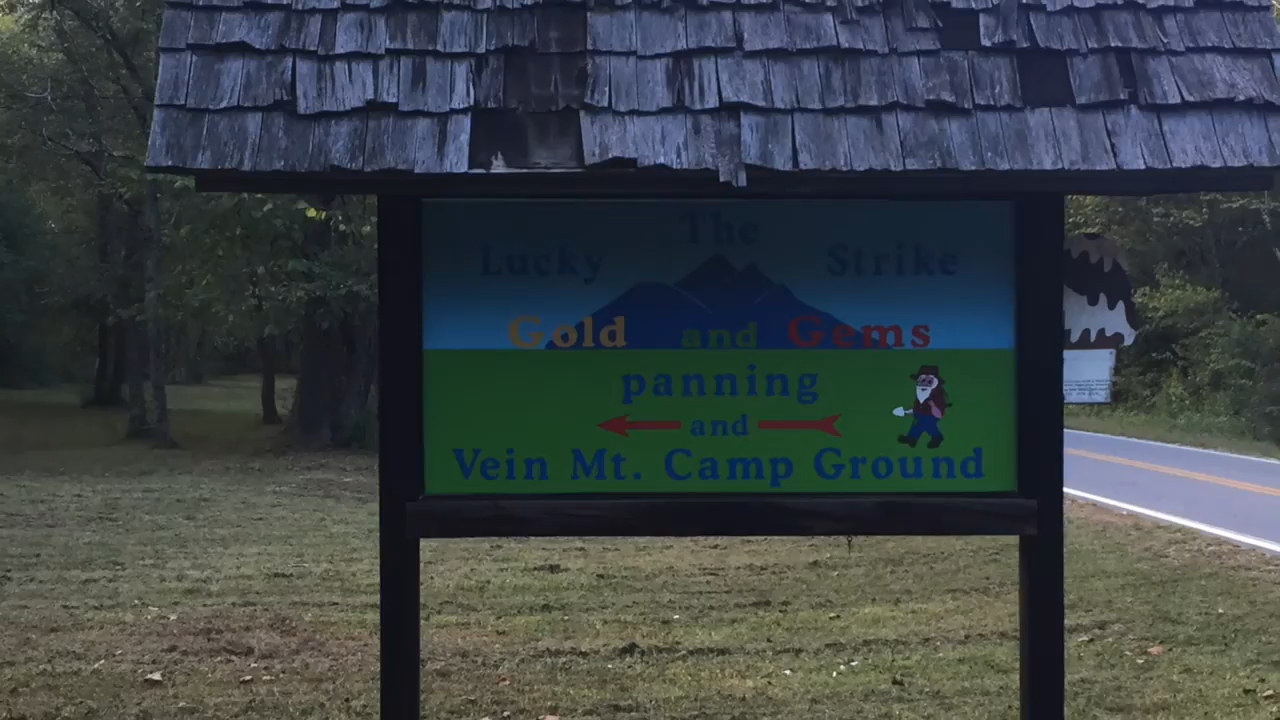 The
Lucky Strike
Gold and Gems
panning
and
Vein Mt. Camp Ground